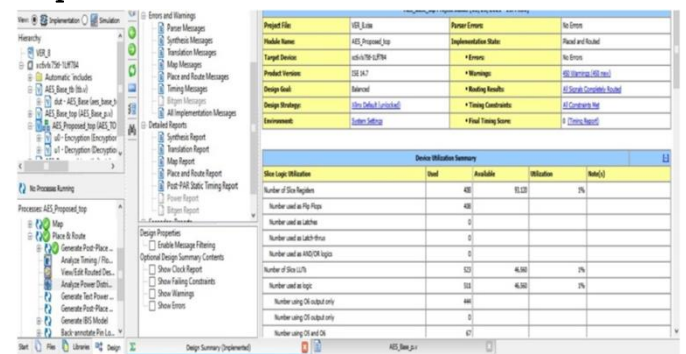 View: Implementation Simulation
Hierarchy
VER_8
Automatic `includes
AES_Base_tb (tb.v)
dut - AES_Base (aes_base_t
AES_Base_top (AES_Base_p.v)
AES_Proposed_top (AES_TO
u0 - Encryption (Encryption
u1 - Decryption (Decryptio
No Processes Running
Processes: AES_Proposed_top
Map
Place & Route
Generate Post-Place ...
Analyze Timing / Flo...
View/Edit Routed Des...
Analyze Power Distri...
Generate Text Power ...
Generate Post-Place ...
Generate IBIS Model
Back-annotate Pin Lo...
Start Files Libraries Design
Errors and Warnings
Parser Messages
Synthesis Messages
Translation Messages
Map Messages
Place and Route Messages
Timing Messages
Bitgen Messages
All Implementation Messages
Detailed Reports
Synthesis Report
Translation Report
Map Report
Place and Route Report
Post-PAR Static Timing Report
Power Report
Bitgen Report
Design Properties
Enable Message Filtering
Optional Design Summary Contents
Show Clock Report
Show Failing Constraints
Show Warnings
Show Errors
Design Summary (Implemented)
AES_Base_p.v
Project File: VER_8.xise Parser Errors: No Errors
Module Name: AES_Proposed_top Implementation State: Placed and Routed
Target Device: •Errors: No Errors
Product Version: ISE 14.7 •Warnings:
Design Goal: Balanced •Routing Results: All Signals Completely Routed
Design Strategy: Xilinx Default (unlocked) •Timing Constraints: All Constraints Met
Environment: System Settings •Final Timing Score: 0 (Timing Report)
Device Utilization Summary [-]
Slice Logic Utilization Used Available Utilization Note(s)
Number of Slice Registers 408 93,120 1%
Number used as Flip Flops 408
Number used as Latches 0
Number used as Latch-thrus 0
Number used as AND/OR logics 0
Number of Slice LUTs 523 46,560 1%
Number used as logic 511 46,560 1%
Number using O6 output only 444
Number using O5 output only 0
Number using O5 and O6 67